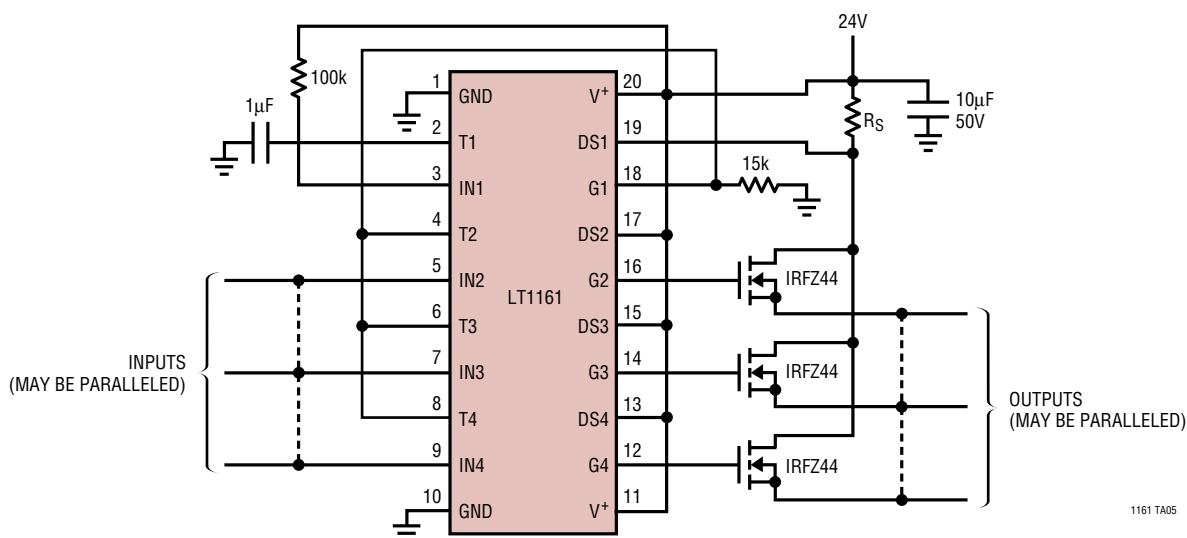 24V
100k
1µF
10µF
50V
RS
15k
1
GND
2
T1
3
IN1
4
T2
5
IN2
6
T3
7
IN3
8
T4
9
IN4
10
GND
LT1161
20
V+
19
DS1
18
G1
17
DS2
16
G2
15
DS3
14
G3
13
DS4
12
G4
11
V+
IRFZ44
IRFZ44
IRFZ44
INPUTS
(MAY BE PARALLELED)
OUTPUTS
(MAY BE PARALLELED)
1161 TA05